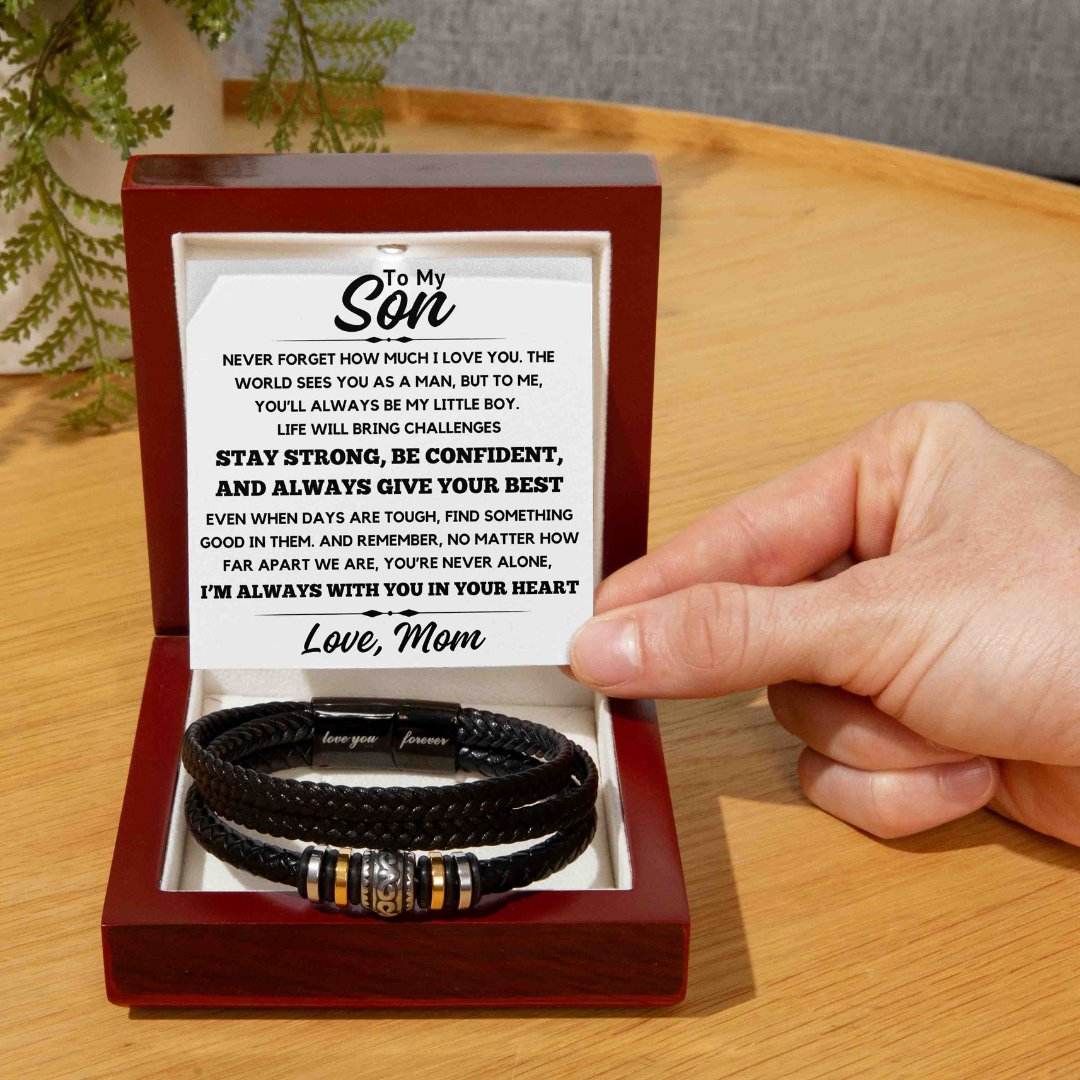 To My
Son
NEVER FORGET HOW MUCH I LOVE YOU. THE
WORLD SEES YOU AS A MAN, BUT TO ME,
YOU'LL ALWAYS BE MY LITTLE BOY.
LIFE WILL BRING CHALLENGES
STAY STRONG, BE CONFIDENT,
AND ALWAYS GIVE YOUR BEST
EVEN WHEN DAYS ARE TOUGH, FIND SOMETHING
GOOD IN THEM. AND REMEMBER, NO MATTER HOW
FAR APART WE ARE, YOU'RE NEVER ALONE,
I'M ALWAYS WITH YOU IN YOUR HEART
Love, Mom
love you forever